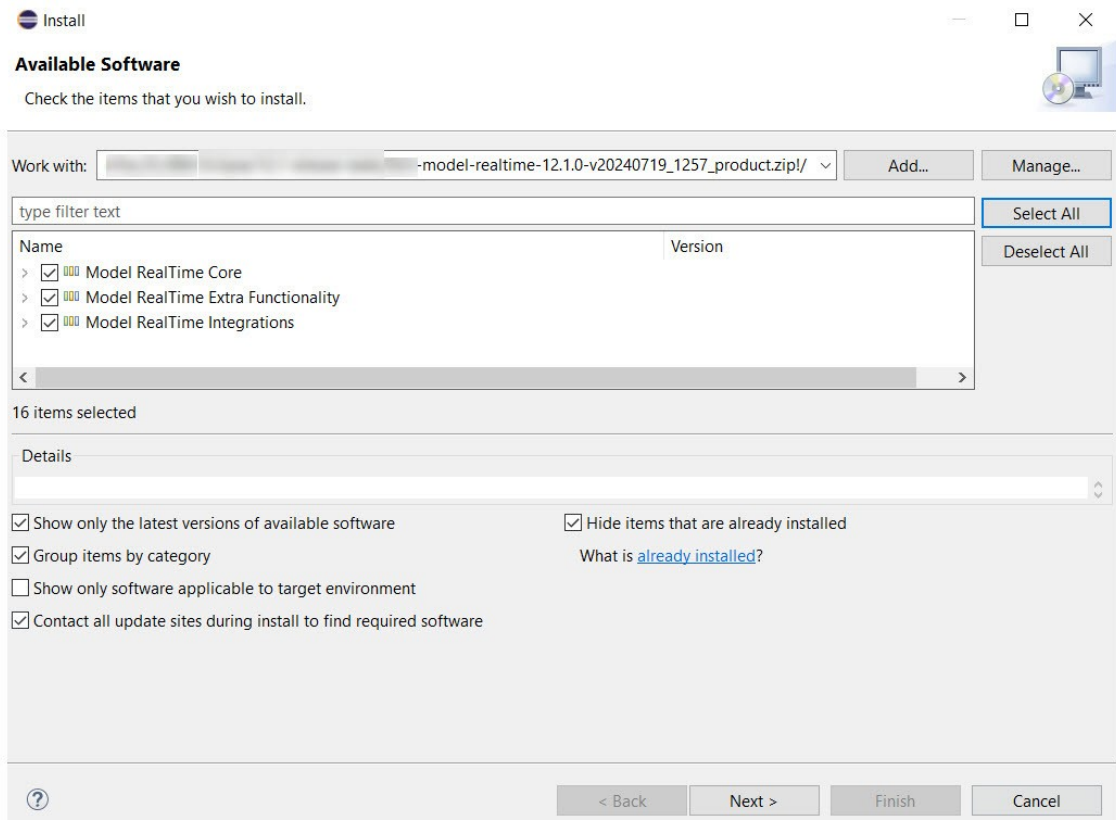 Install
Available Software
Check the items that you wish to install.
Work with: -model-realtime-12.1.0-v20240719_1257_product.zip!/ Add... Manage...
type filter text Select All
Name Version Deselect All
Model RealTime Core
Model RealTime Extra Functionality
Model RealTime Integrations
16 items selected
Details
Show only the latest versions of available software Hide items that are already installed
Group items by category What is already installed?
Show only software applicable to target environment
Contact all update sites during install to find required software
? < Back Next > Finish Cancel